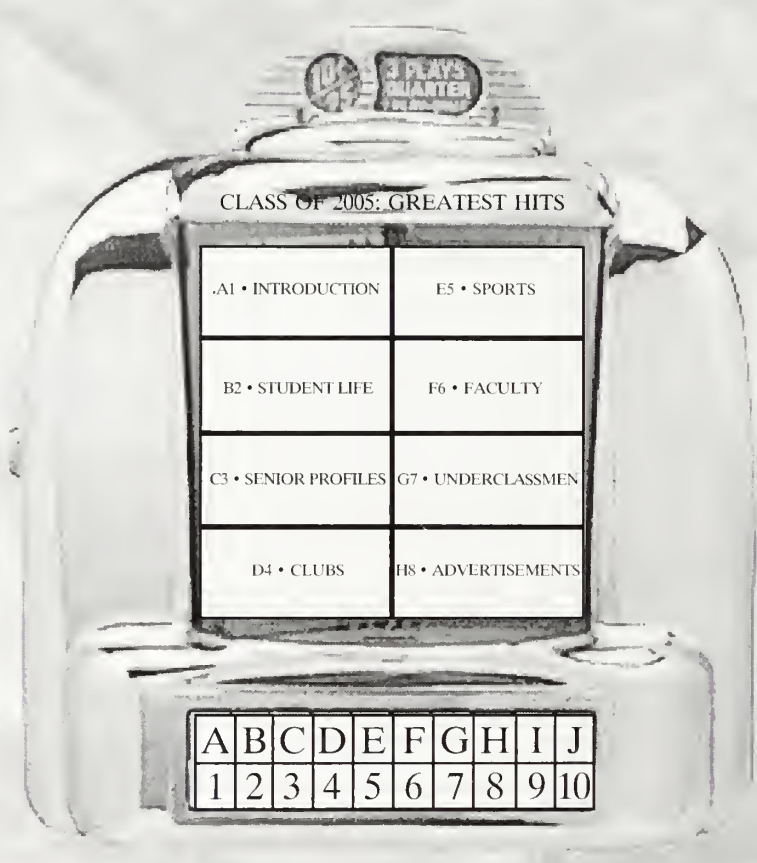 10¢
3 PLAYS
QUARTER
CLASS OF 2005: GREATEST HITS
.A1 • INTRODUCTION
E5 • SPORTS
B2 • STUDENT LIFE
F6 • FACULTY
C3 • SENIOR PROFILES
G7 • UNDERCLASSMEN
D4 • CLUBS
H8 • ADVERTISEMENTS
A B C D E F G H I J
1 2 3 4 5 6 7 8 9 10